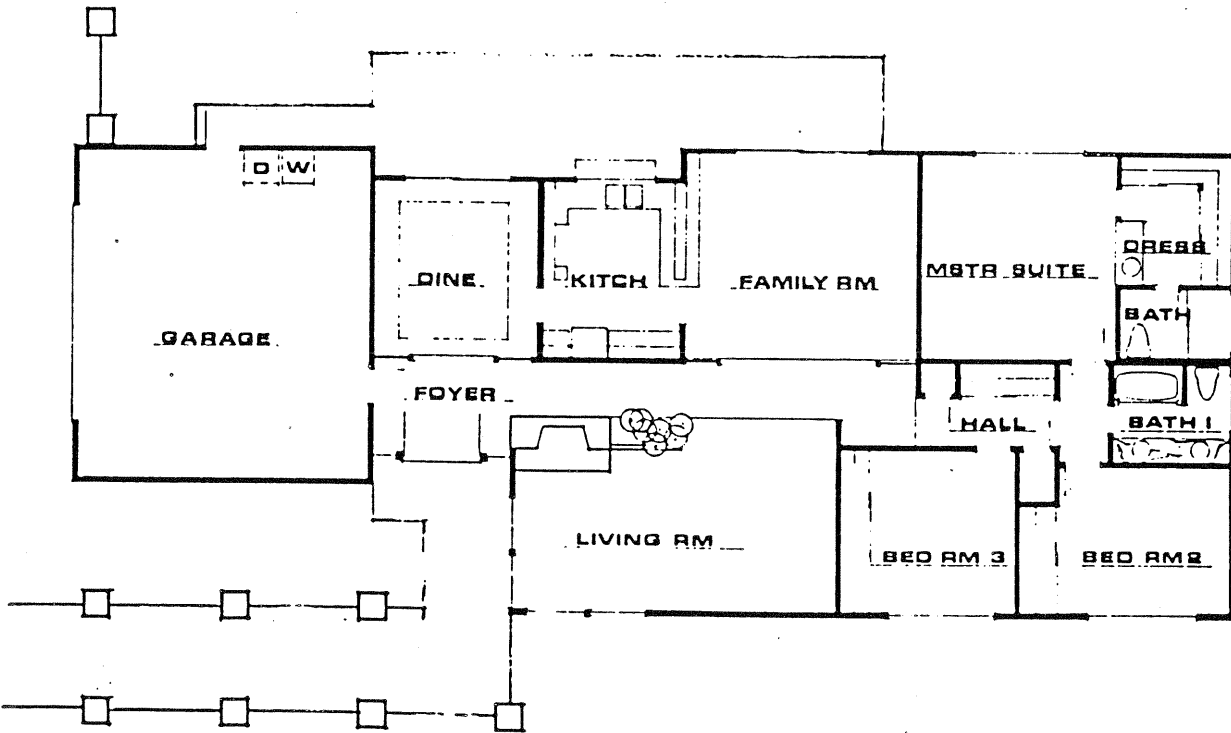 D W
DRESS
DINE
KITCH
FAMILY RM
MSTR SUITE
BATH
GARAGE
FOYER
HALL
BATH 1
LIVING RM
BED RM 3
BED RM 2